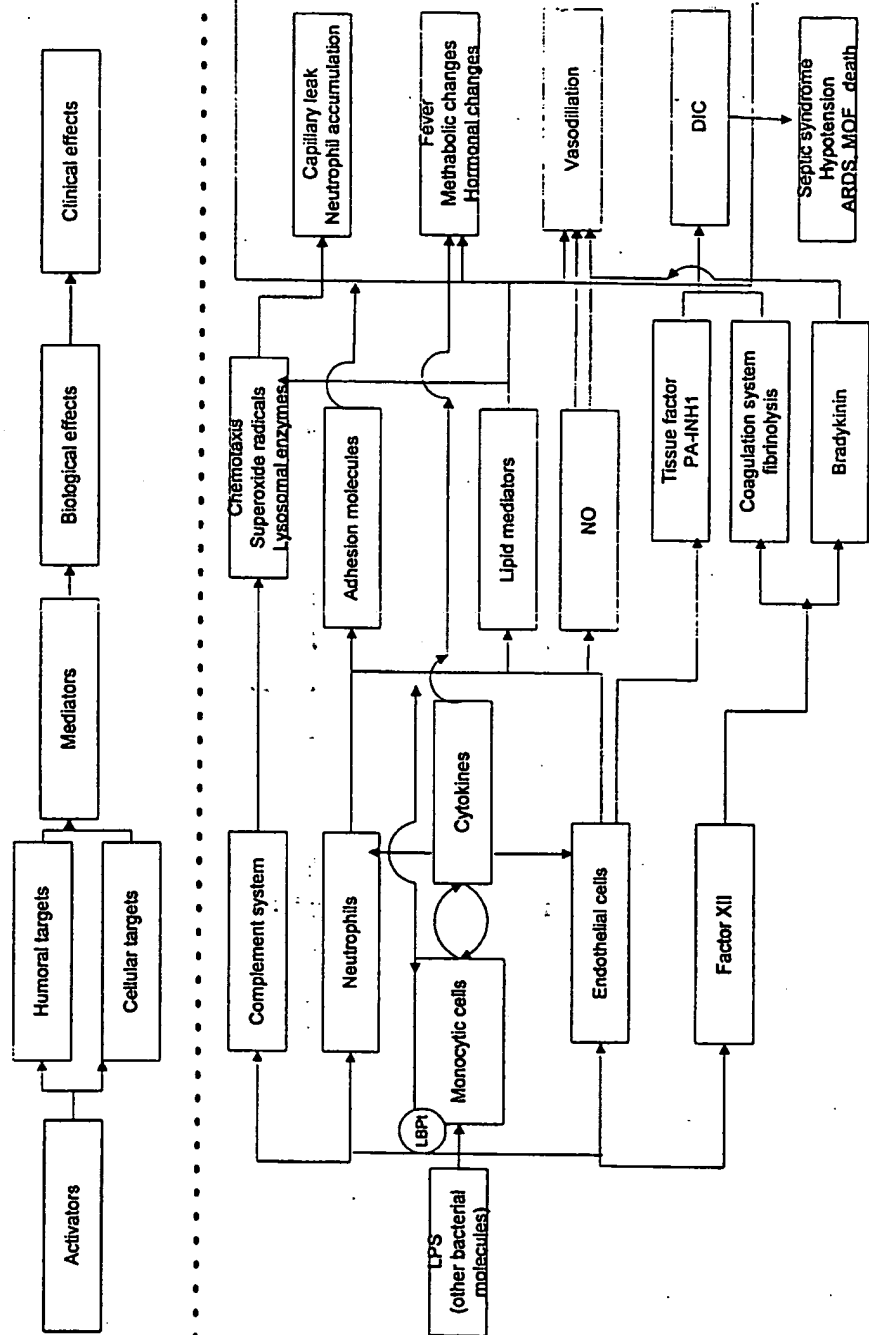 Activators
Humoral targets
Cellular targets
Mediators
Biological effects
Clinical effects
LPS
(other bacterial
molecules)
LBPt
Complement system
Neutrophils
Monocytic cells
Cytokines
Endothelial cells
Factor XII
Chemotaxis
Superoxide radicals
Lysosomal enzymes
Adhesion molecules
Lipid mediators
NO
Tissue factor
PA-INH1
Coagulation system
fibrinolysis
Bradykinin
Capillary leak
Neutrophil accumulation
Fever
Methabolic changes
Hormonal changes
Vasodiliation
DIC
Septic syndrome
Hypotension
ARDS, MOF death